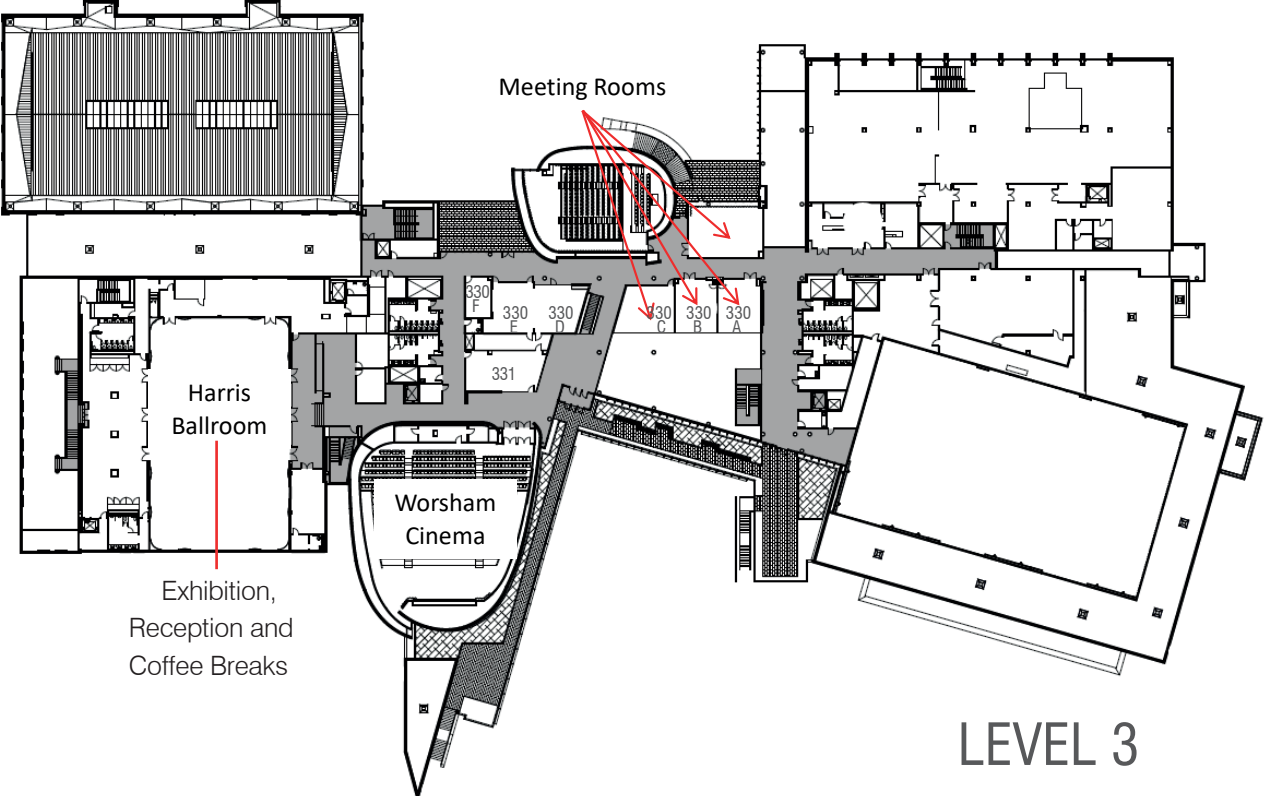 Meeting Rooms
330
F
330
E
330
D
330
C
330
B
330
A
331
Harris
Ballroom
Worsham
Cinema
Exhibition,
Reception and
Coffee Breaks
LEVEL 3